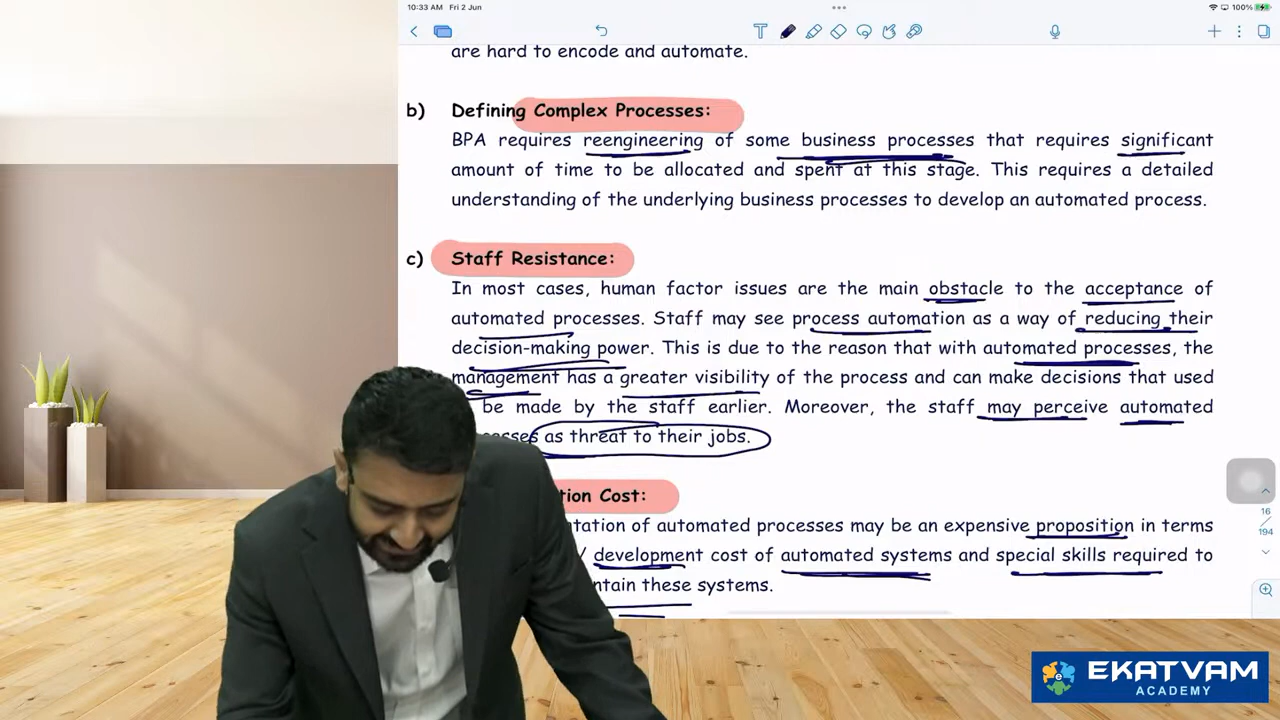 10:33 AM Fri 2 Jun
100%
are hard to encode and automate.
b) Defining Complex Processes:
BPA requires reengineering of some business processes that requires significant
amount of time to be allocated and spent at this stage. This requires a detailed
understanding of the underlying business processes to develop an automated process.
c) Staff Resistance:
In most cases, human factor issues are the main obstacle to the acceptance of
automated processes. Staff may see process automation as a way of reducing their
decision-making power. This is due to the reason that with automated processes, the
management has a greater visibility of the process and can make decisions that used
be made by the staff earlier. Moreover, the staff may perceive automated
as threat to their jobs.
Cost:
of automated processes may be an expensive proposition in terms
/ development cost of automated systems and special skills required to
these systems.
16
/
194
EKATVAM
ACADEMY